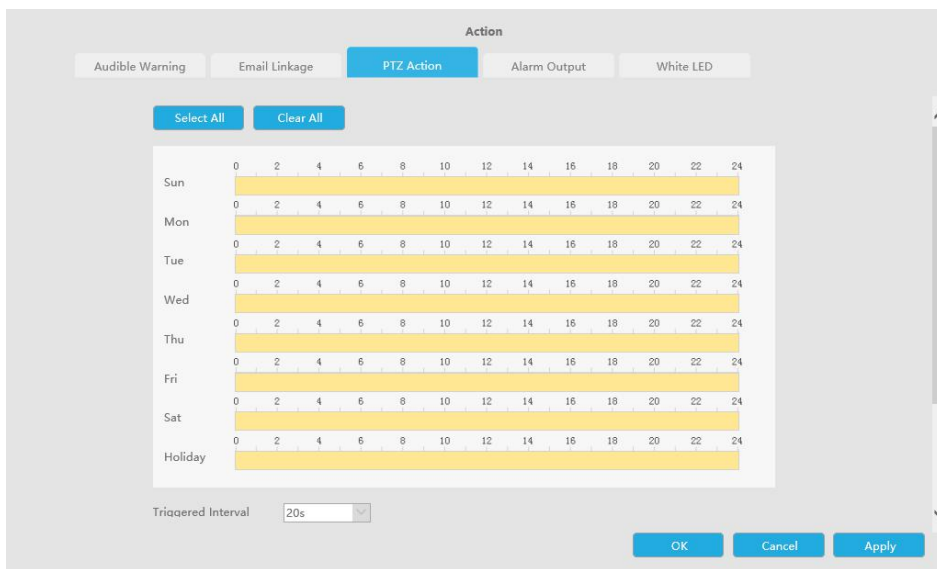 Action
Audible Warning Email Linkage PTZ Action Alarm Output White LED
Select All Clear All
0 2 4 6 8 10 12 14 16 18 20 22 24
Sun
0 2 4 6 8 10 12 14 16 18 20 22 24
Mon
0 2 4 6 8 10 12 14 16 18 20 22 24
Tue
0 2 4 6 8 10 12 14 16 18 20 22 24
Wed
0 2 4 6 8 10 12 14 16 18 20 22 24
Thu
0 2 4 6 8 10 12 14 16 18 20 22 24
Fri
0 2 4 6 8 10 12 14 16 18 20 22 24
Sat
0 2 4 6 8 10 12 14 16 18 20 22 24
Holiday
Triggered Interval 20s
OK Cancel Apply